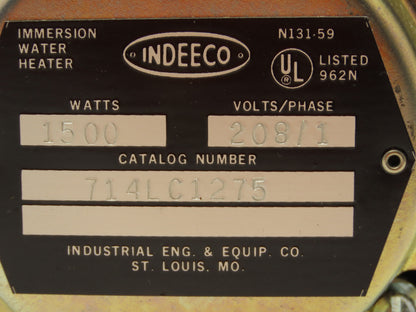 IMMERSION
WATER
HEATER
INDEECO
N131-59
UL
LISTED
962N
WATTS
VOLTS/PHASE
1500
208/1
CATALOG NUMBER
714LC1275
INDUSTRIAL ENG. & EQUIP. CO.
ST. LOUIS, MO.